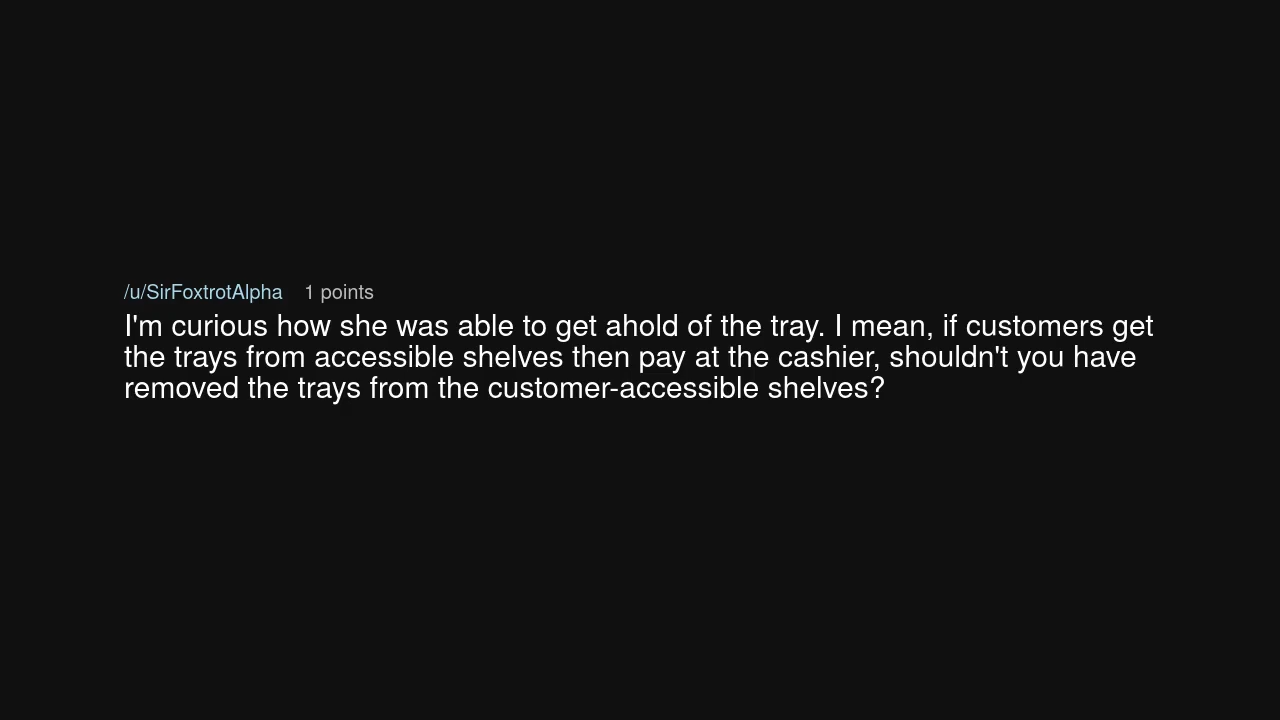 /u/SirFoxtrotAlpha 1 points
I'm curious how she was able to get ahold of the tray. I mean, if customers get
the trays from accessible shelves then pay at the cashier, shouldn't you have
removed the trays from the customer-accessible shelves?